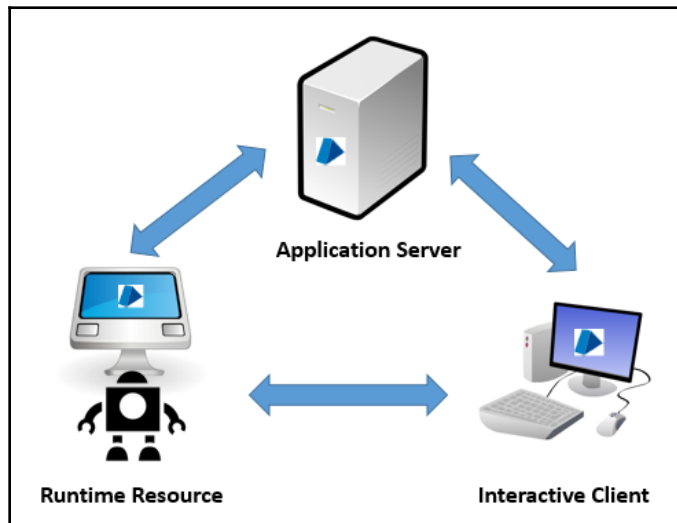 Application Server
Runtime Resource
Interactive Client